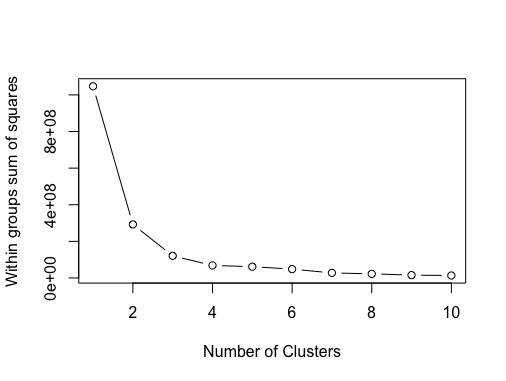 Within groups sum of squares
8e+08
4e+08
0e+00
2 4 6 8 10
Number of Clusters